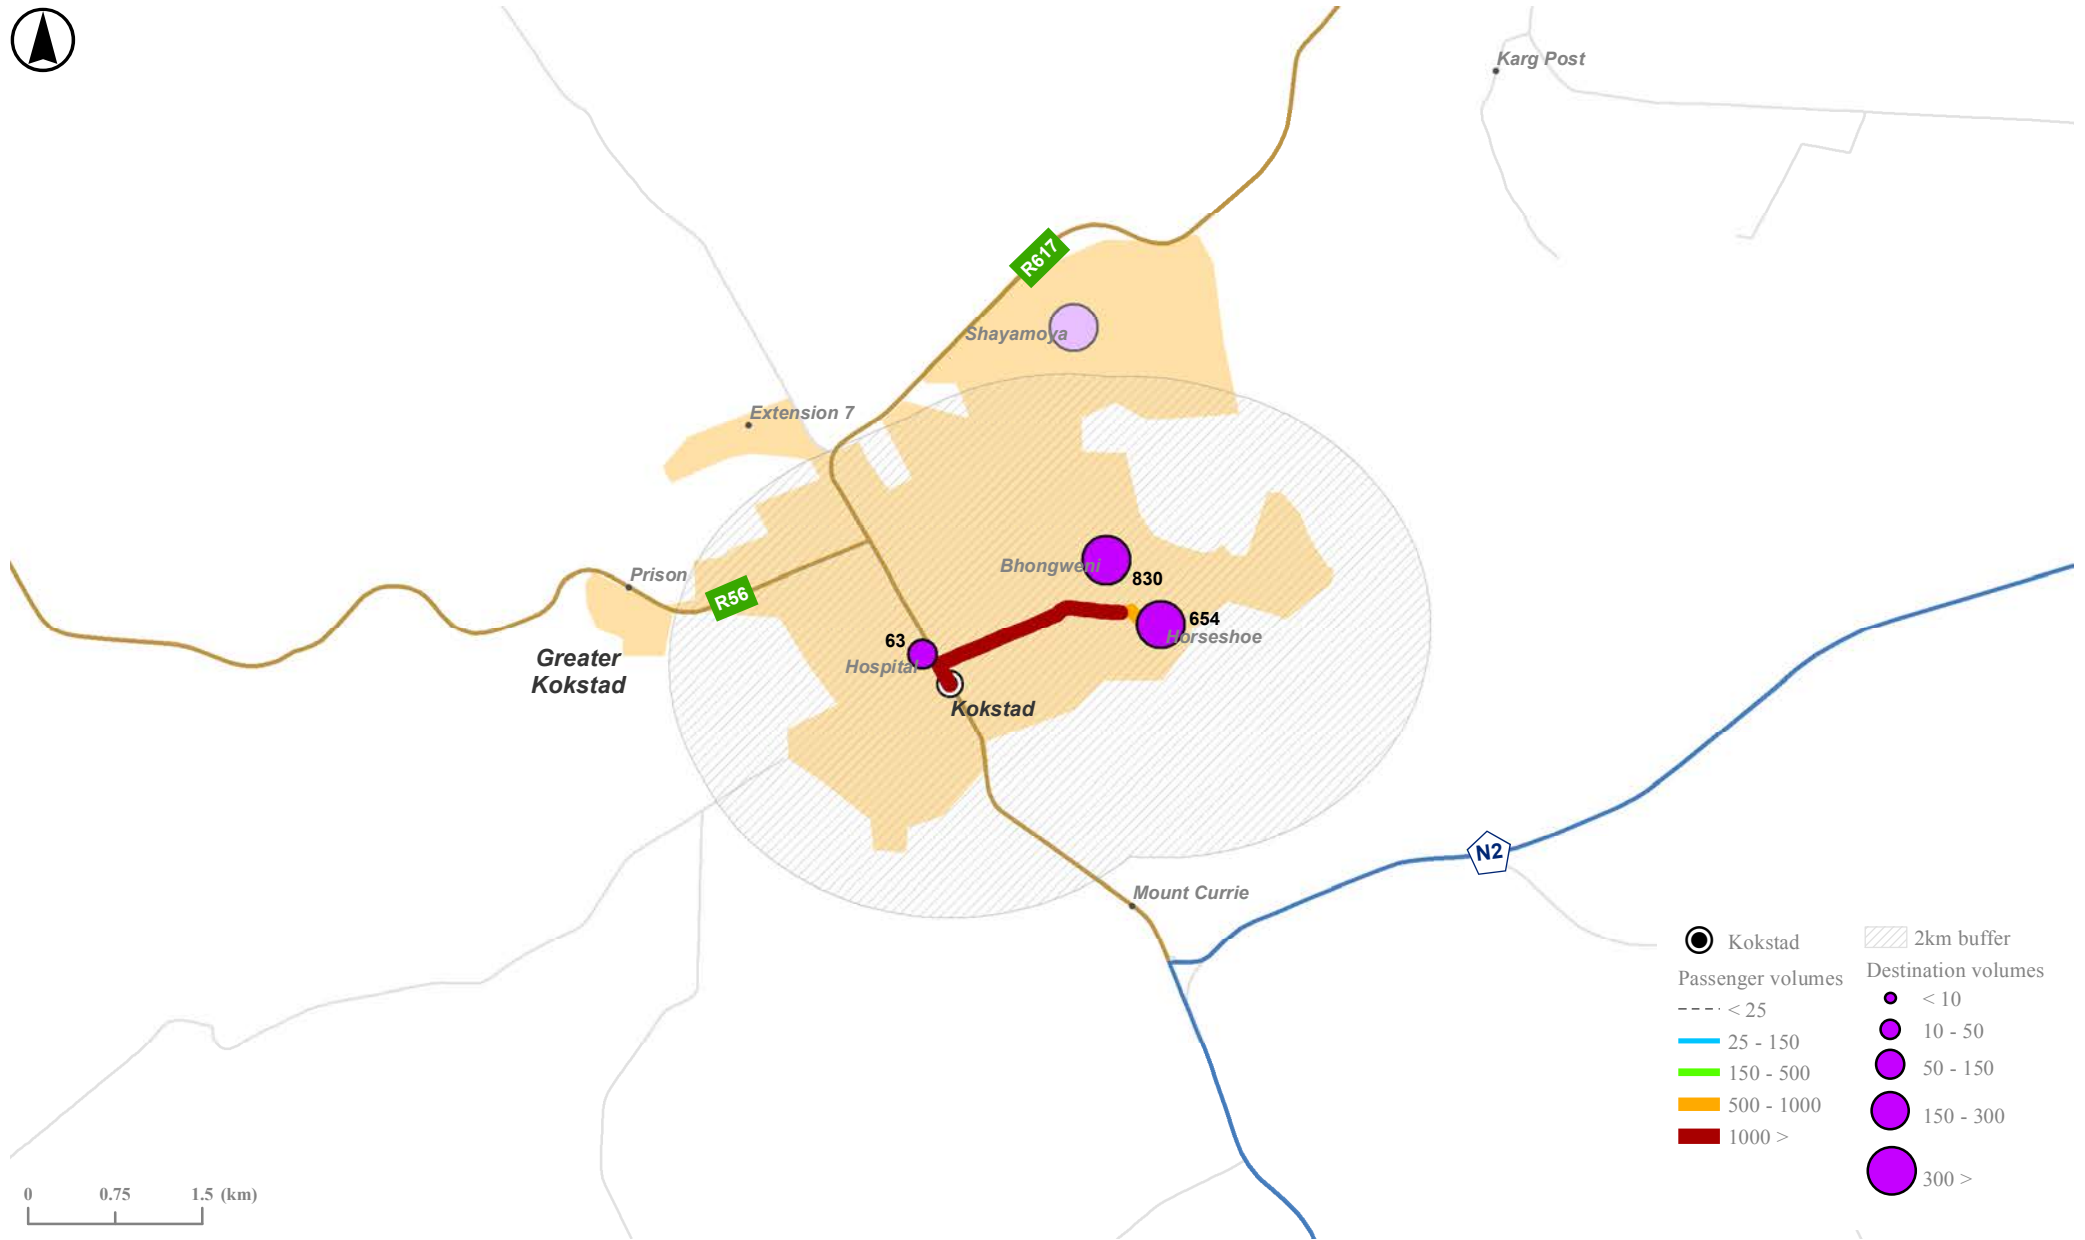 Karg Post
R617
Shayamoya
Extension 7
Bhongweni
830
Prison
R56
654
Horseshoe
63
Hospital
Greater
Kokstad
Kokstad
N2
Mount Currie
Kokstad
Passenger volumes
< 25
25 - 150
150 - 500
500 - 1000
1000 >
2km buffer
Destination volumes
< 10
10 - 50
50 - 150
150 - 300
300 >
0 0.75 1.5 (km)